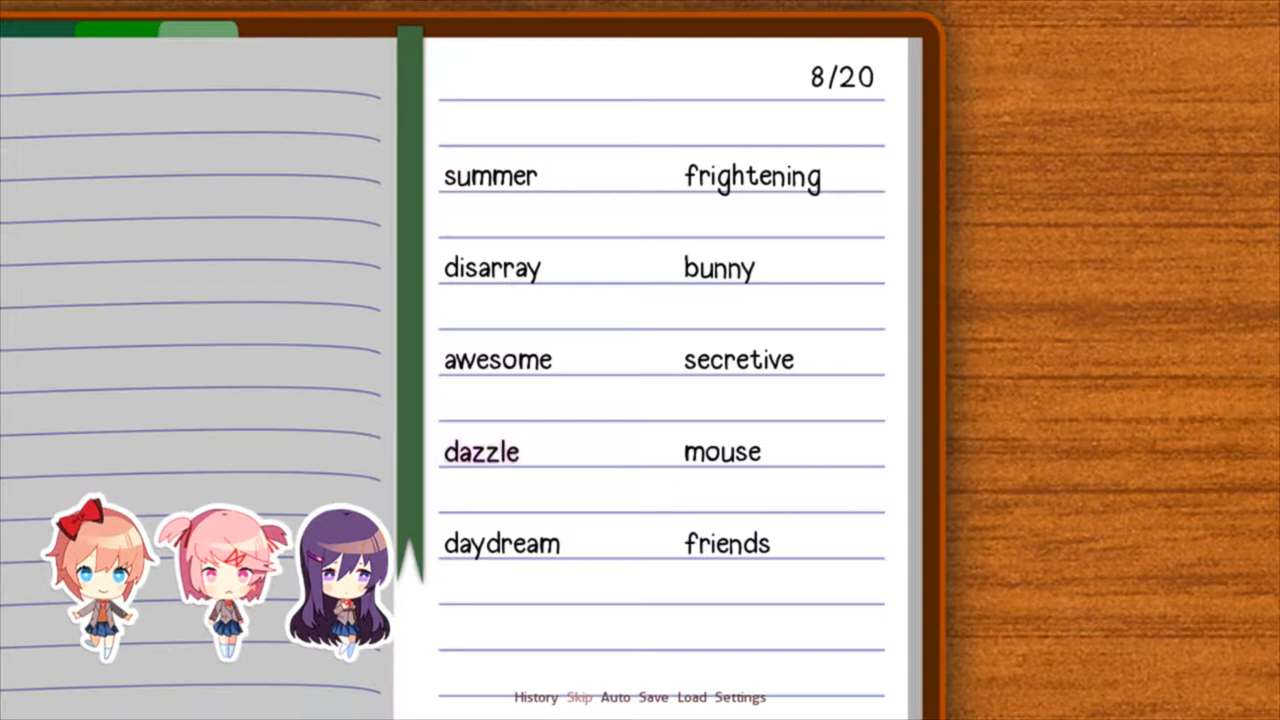 8/20
summer frightening
disarray bunny
awesome secretive
dazzle mouse
daydream friends
History Skip Auto Save Load Settings